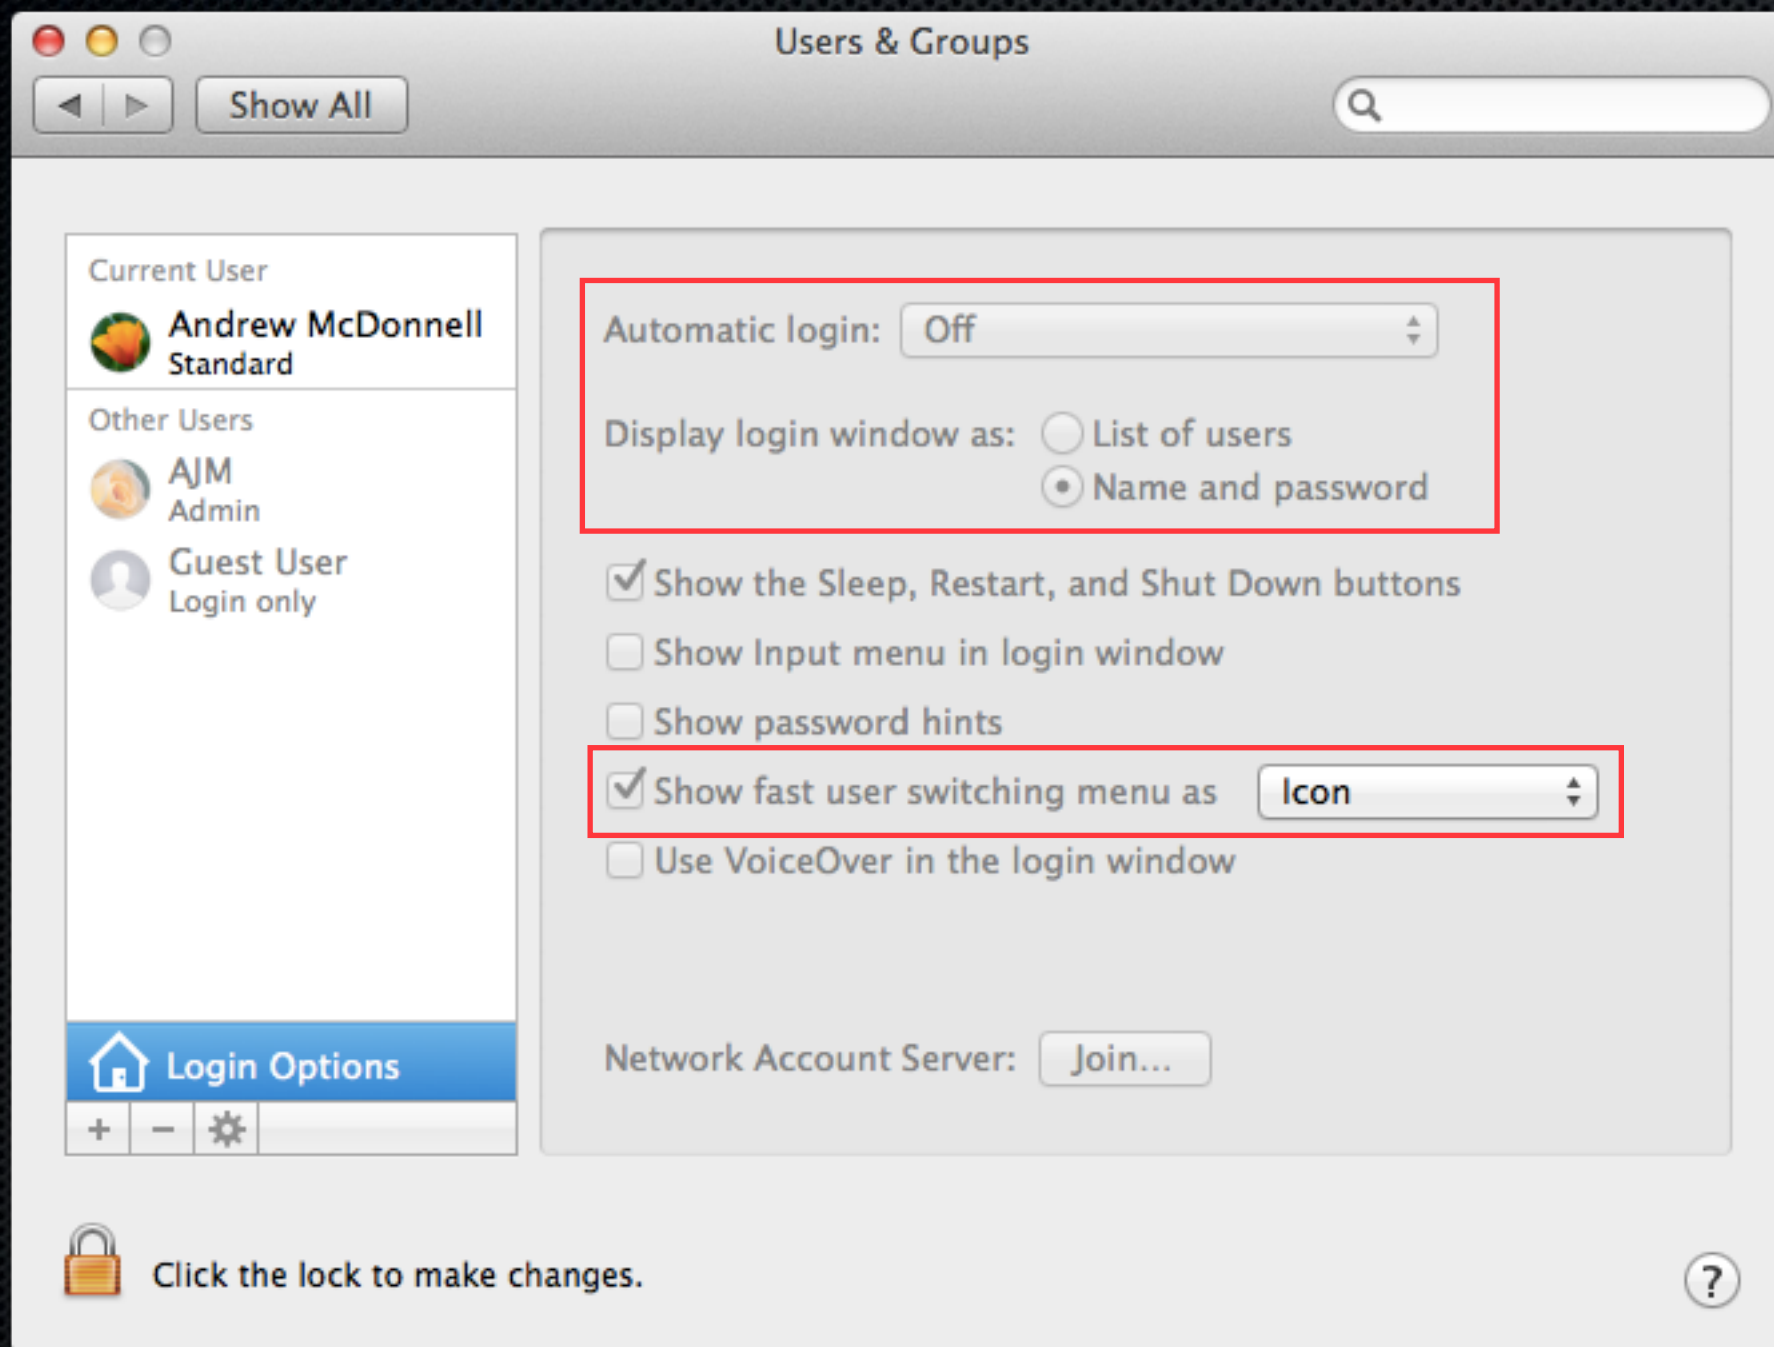 Users & Groups
Show All
Current User
Andrew McDonnell
Standard
Other Users
AJM
Admin
Guest User
Login only
Login Options
Automatic login: Off
Display login window as: List of users
Name and password
Show the Sleep, Restart, and Shut Down buttons
Show Input menu in login window
Show password hints
Show fast user switching menu as Icon
Use VoiceOver in the login window
Network Account Server: Join...
Click the lock to make changes.
?